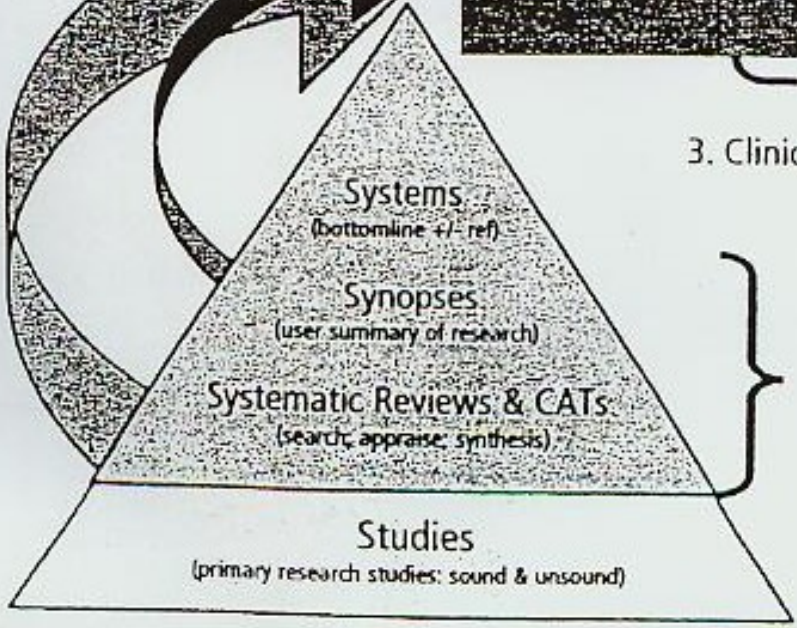 3. Clinic
Systems
(bottomline +/- ref)
Synopses
(user summary of research)
Systematic Reviews & CATs
(search; appraise; synthesis)
Studies
(primary research studies: sound & unsound)